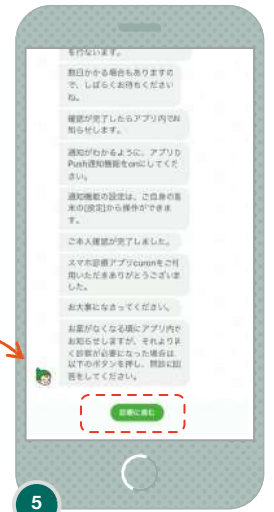 を行ないます。
数日かかる場合もありますの
で、しばらくお待ちください
ね。
確認が完了したらアプリ内でお
知らせします。
通知がわかるように、アプリの
Push通知機能をonにしてくだ
さい。
通知機能の設定は、ご自身の端
末の[設定]から操作ができま
す。
ご本人確認が完了しました。
スマホ診療アプリcuronをご利
用いただきありがとうございま
した。
お大事になさってください。
お薬がなくなる頃にアプリ内で
お知らせしますが、それより早
く診察が必要になった場合は
以下のボタンを押し、問診に回
答をしてください。
診察に進む
5